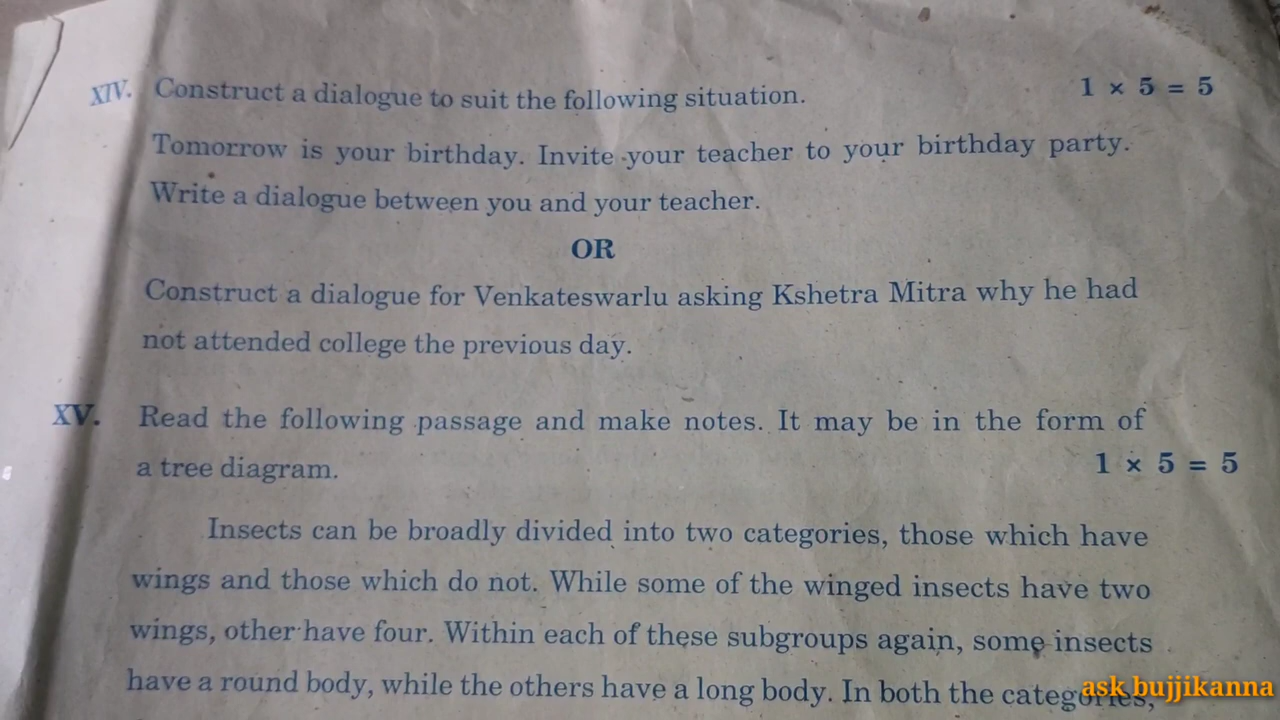 XIV. Construct a dialogue to suit the following situation. 1 × 5 = 5
Tomorrow is your birthday. Invite your teacher to your birthday party.
Write a dialogue between you and your teacher.
OR
Construct a dialogue for Venkateswarlu asking Kshetra Mitra why he had
not attended college the previous day.
XV. Read the following passage and make notes. It may be in the form of
a tree diagram. 1 × 5 = 5
Insects can be broadly divided into two categories, those which have
wings and those which do not. While some of the winged insects have two
wings, other have four. Within each of these subgroups again, some insects
have a round body, while the others have a long body. In both the categories,
ask bujjikanna